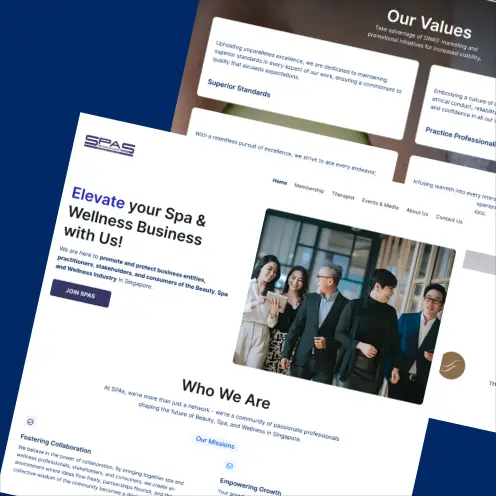 Our Values
Take advantage of SPAS' marketing and
promotional initiatives for increased visibility.
Upholding unparalleled excellence, we are dedicated to maintaining
superior standards in every aspect of our work, ensuring a commitment to
quality that exceeds expectations.
Superior Standards
Embodying a culture of
ethical conduct, reliability
and confidence in all our
Practice Professional
With a relentless pursuit of excellence, we strive to ace every endeavor,
Infusing warmth into every
SPAS
Home
Membership
Therapist
Events & Media
About Us
Contact Us
Elevate your Spa &
Wellness Business
with Us!
We are here to promote and protect business entities,
practitioners, stakeholders, and consumers of the Beauty, Spa
and Wellness Industry in Singapore.
JOIN SPAS
Who We Are
At SPAs, we're more than just a network - we're a community of passionate professionals
shaping the future of Beauty, Spa, and Wellness in Singapore.
Our Missions
Fostering Collaboration
We believe in the power of collaboration. By bringing together spa and
wellness professionals, stakeholders, and consumers, we create an
environment where ideas flow freely, partnerships flourish, and the
collective wisdom of the community becomes a
Empowering Growth